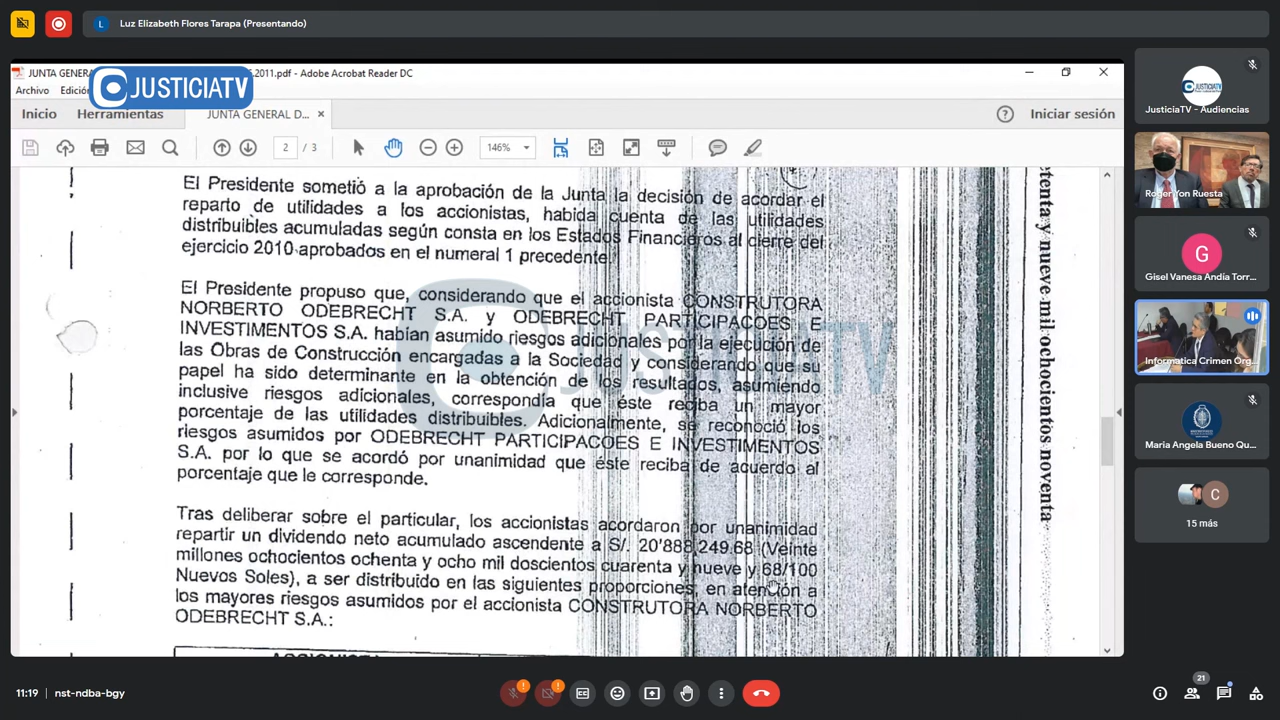 Luz Elizabeth Flores Tarapa (Presentando)
JUNTA GENER
.2011.pdf - Adobe Acrobat Reader DC
JUSTICIATV
Archivo
Inicio
Herramientas
JUNTA GENERAL D...
Iniciar sesión
2 / 3
146%
El Presidente sometió a la aprobación de la Junta la decisión de acordar el
reparto de utilidades a los accionistas, habida cuenta de las utilidades
distribuibles acumuladas según consta en los Estados Financieros al cierre del
ejercicio 2010 aprobados en el numeral 1 precedente.
El Presidente propuso que, considerando que el accionista CONSTRUTORA
NORBERTO ODEBRECHT S.A. y ODEBRECHT PARTICIPACOES E
INVESTIMENTOS S.A. habían asumido riesgos adicionales por la ejecución de
las Obras de Construcción encargadas a la Sociedad y considerando que su
papel ha sido determinante en la obtención de los resultados, asumiendo
inclusive riesgos adicionales, correspondía que éste reciba un mayor
porcentaje de las utilidades distribuibles. Adicionalmente, se reconoció los
riesgos asumidos por ODEBRECHT PARTICIPACOES E INVESTIMENTOS
S.A. por lo que se acordó por unanimidad que éste reciba de acuerdo al
porcentaje que le corresponde.
Tras deliberar sobre el particular, los accionistas acordaron por unanimidad
repartir un dividendo neto acumulado ascendente a S/. 20'888,249.68 (Veinte
millones ochocientos ochenta y ocho mil doscientos cuarenta y nueve y 68/100
Nuevos Soles), a ser distribuido en las siguientes proporciones, en atención a
los mayores riesgos asumidos por el accionista CONSTRUTORA NORBERTO
ODEBRECHT S.A.:
JUSTICIATV
y nueve mil ochocientos noventa
JusticiaTV - Audiencias
Roger Yon Ruesta
G
Gisel Vanesa Andía Torr...
Informatica Crimen Org...
Maria Angela Bueno Qu...
C
15 más
11:19
nst-ndba-bgy
21